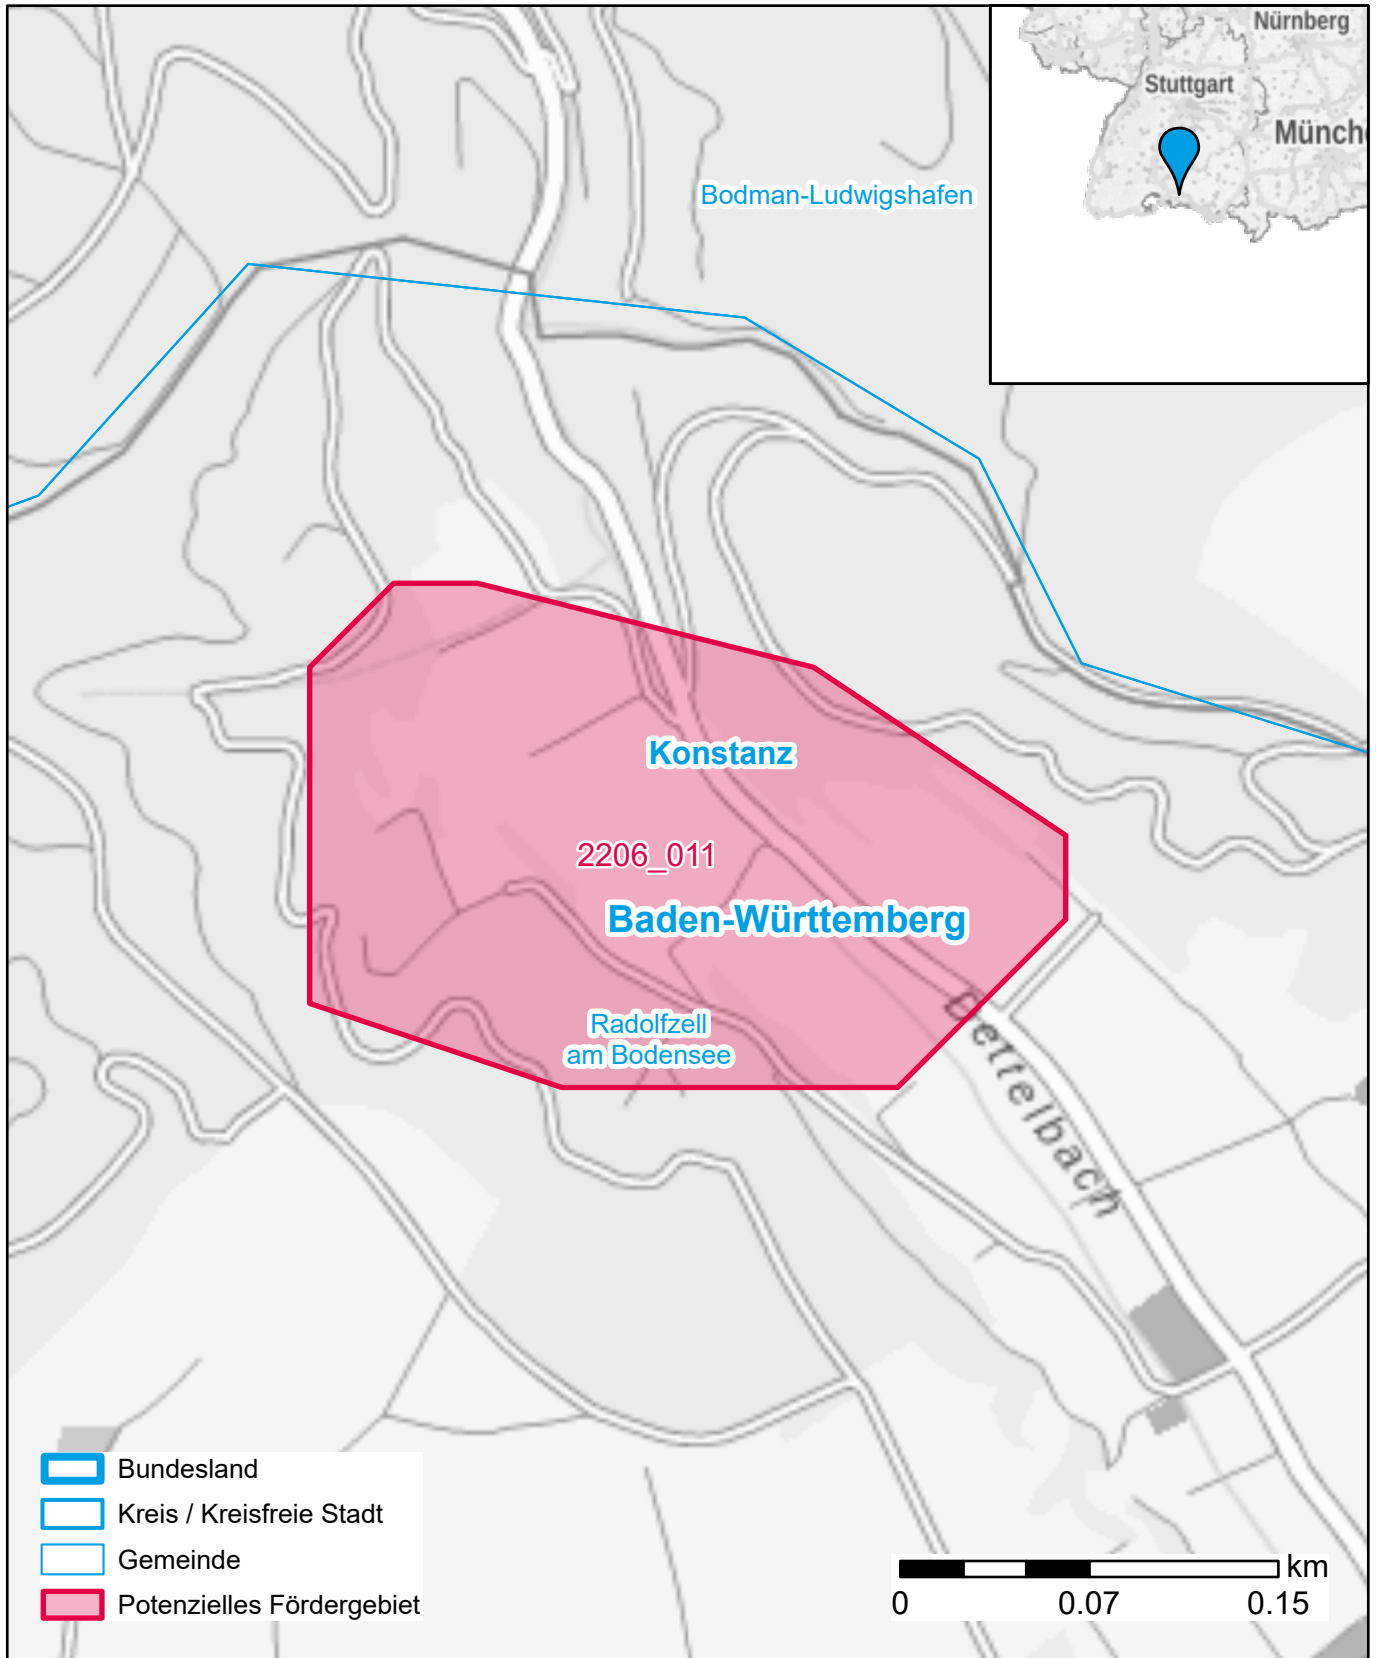 Nürnberg
Stuttgart
Münch
Bodman-Ludwigshafen
Konstanz
2206_011
Baden-Württemberg
Radolfzell
am Bodensee
Dettelbach
Bundesland
Kreis / Kreisfreie Stadt
Gemeinde
Potenzielles Fördergebiet
km
0 0.07 0.15